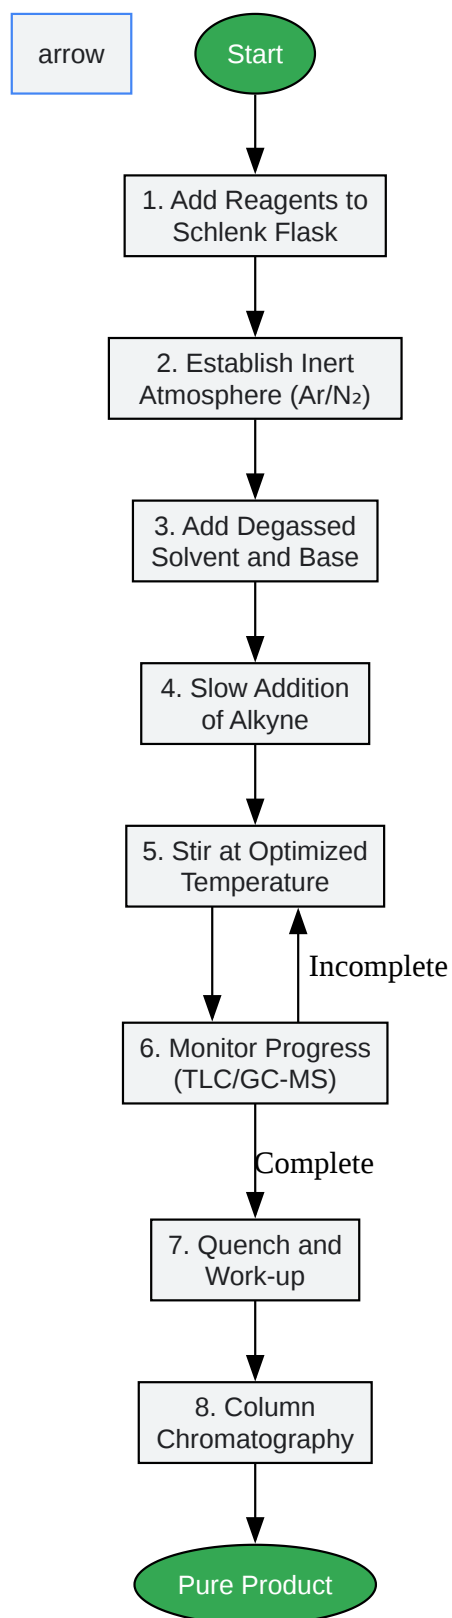 arrow
Start
1. Add Reagents to
Schlenk Flask
2. Establish Inert
Atmosphere (Ar/N₂)
3. Add Degassed
Solvent and Base
4. Slow Addition
of Alkyne
5. Stir at Optimized
Temperature
Incomplete
6. Monitor Progress
(TLC/GC-MS)
Complete
7. Quench and
Work-up
8. Column
Chromatography
Pure Product